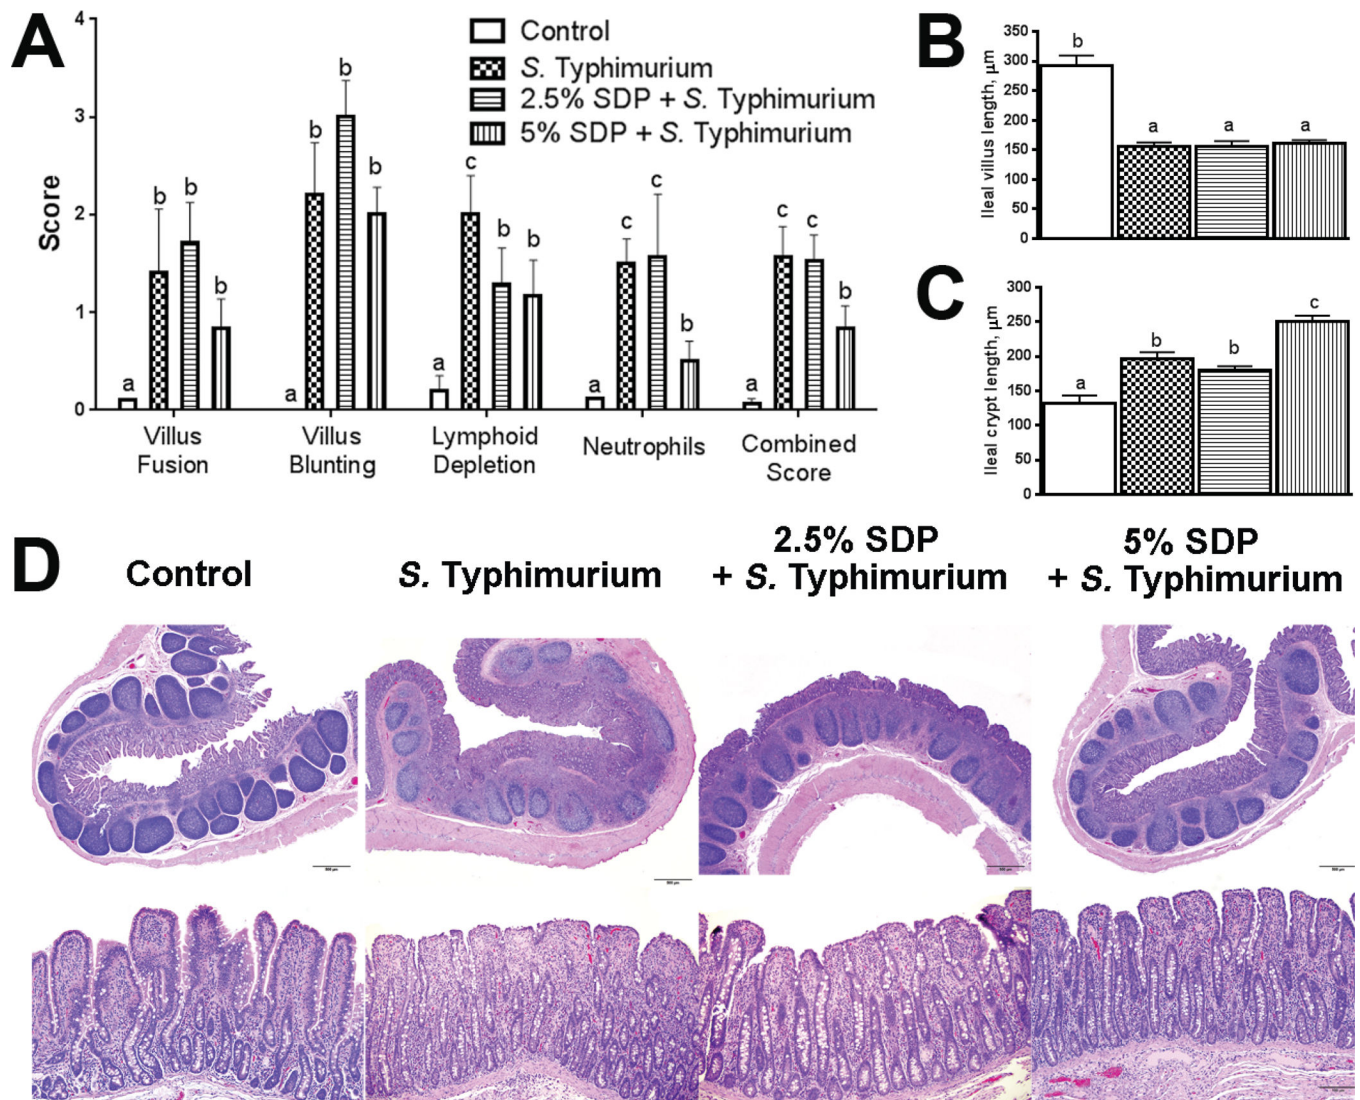 A
4
3
2
1
0
Score
Control
S. Typhimurium
2.5% SDP + S. Typhimurium
5% SDP + S. Typhimurium
a
b
b
b
a
b
b
b
a
c
b
b
a
c
c
b
a
c
c
b
Villus
Fusion
Villus
Blunting
Lymphoid
Depletion
Neutrophils
Combined
Score
B
Ileal villus length, µm
350
300
250
200
150
100
50
0
b
a
a
a
C
Ileal crypt length, µm
300
250
200
150
100
50
0
a
b
b
c
D
Control
S. Typhimurium
2.5% SDP
+ S. Typhimurium
5% SDP
+ S. Typhimurium